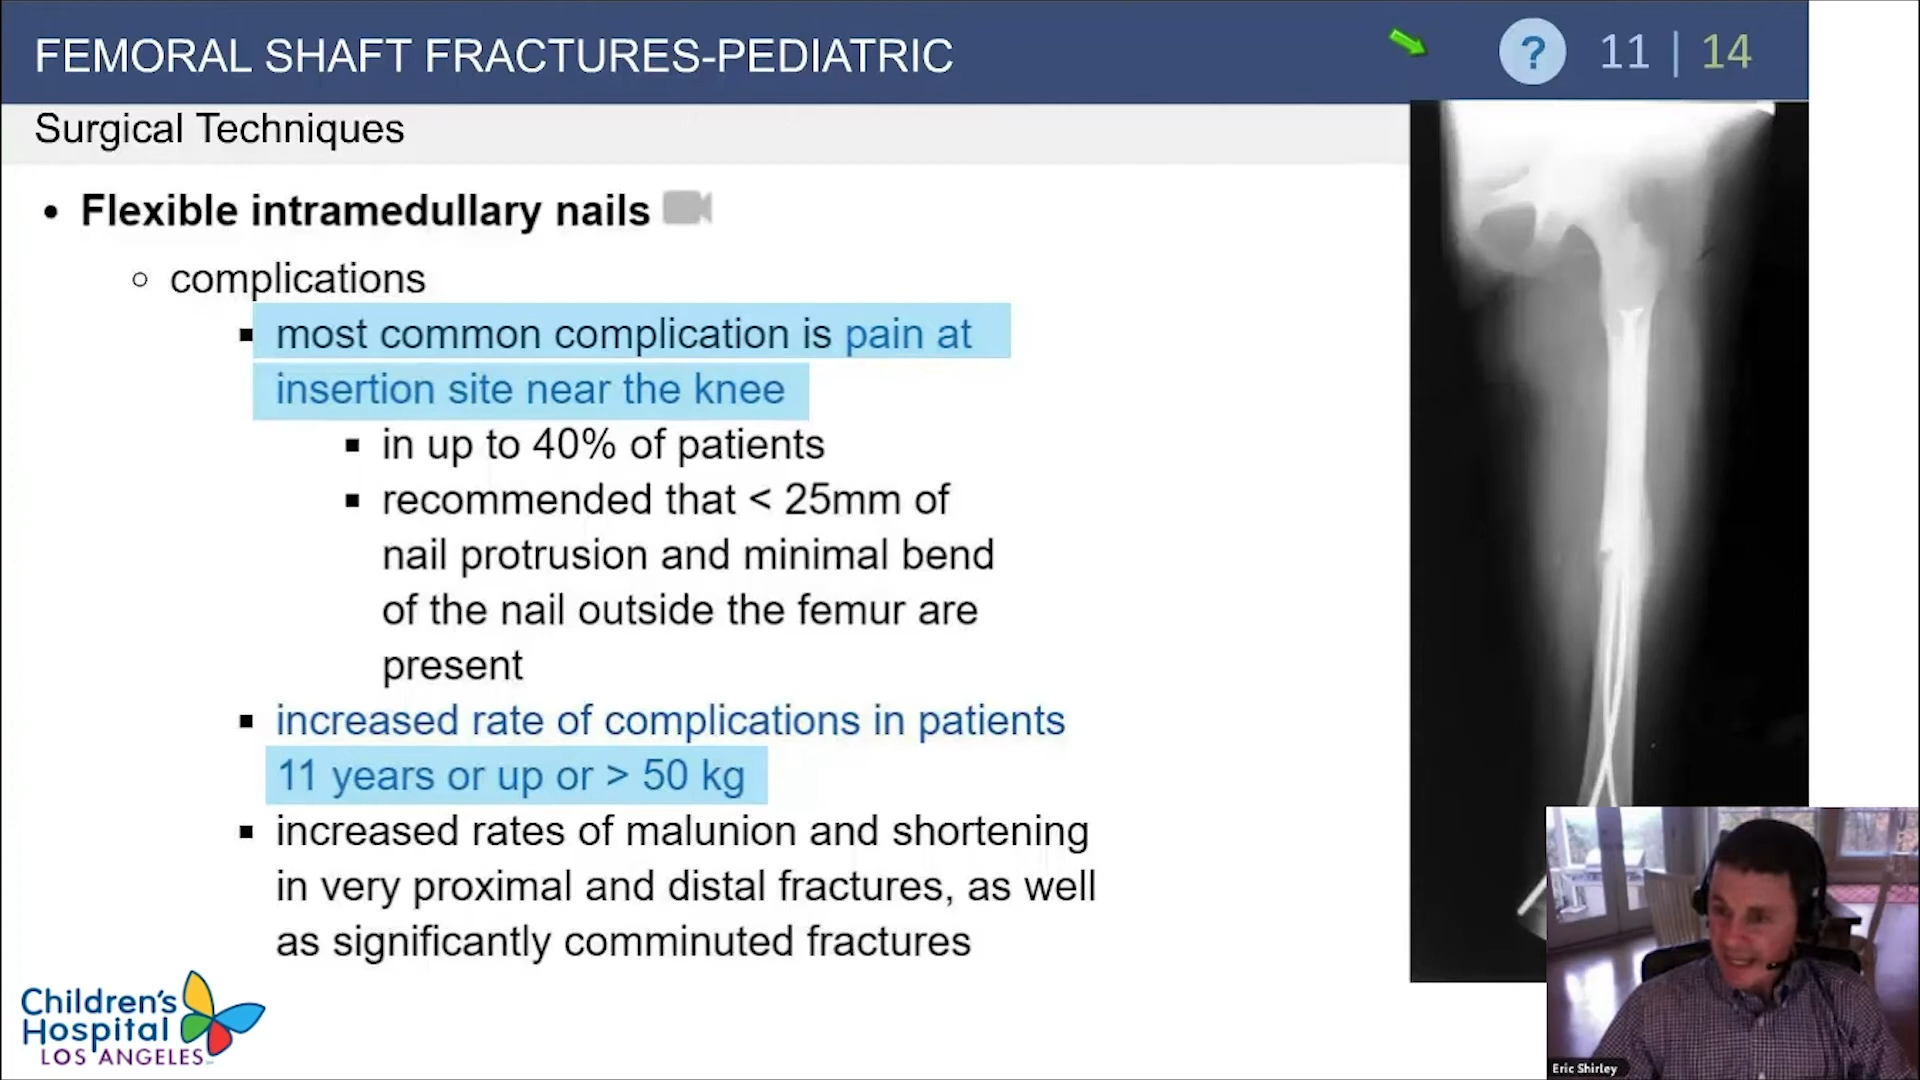 FEMORAL SHAFT FRACTURES-PEDIATRIC
? 11 | 14
Surgical Techniques
• Flexible intramedullary nails
○ complications
▪ most common complication is pain at
insertion site near the knee
▪ in up to 40% of patients
▪ recommended that < 25mm of
nail protrusion and minimal bend
of the nail outside the femur are
present
▪ increased rate of complications in patients
11 years or up or > 50 kg
▪ increased rates of malunion and shortening
in very proximal and distal fractures, as well
as significantly comminuted fractures
Children's
Hospital
LOS ANGELES
Eric Shirley